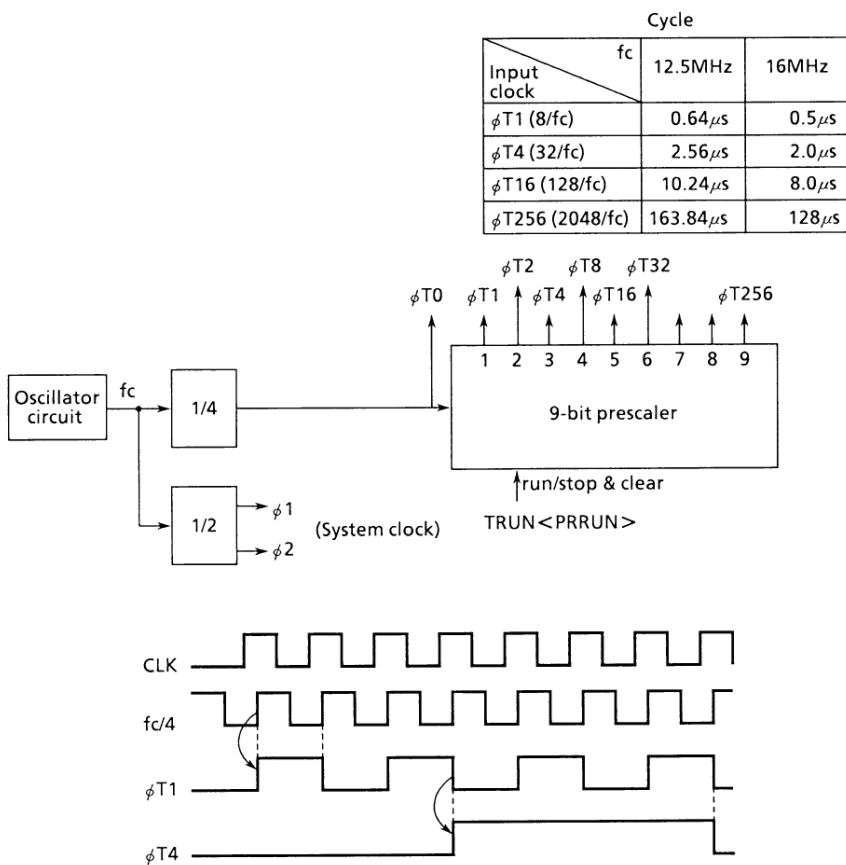 Cycle
fc
Input clock
12.5MHz 16MHz
φT1 (8/fc) 0.64μs 0.5μs
φT4 (32/fc) 2.56μs 2.0μs
φT16 (128/fc) 10.24μs 8.0μs
φT256 (2048/fc) 163.84μs 128μs
φT2 φT8 φT32
φT0 φT1 φT4 φT16 φT256
1 2 3 4 5 6 7 8 9
Oscillator
circuit
fc
1/4
9-bit prescaler
run/stop & clear
TRUN<PRRUN>
1/2
φ1
φ2
(System clock)
CLK
fc/4
φT1
φT4